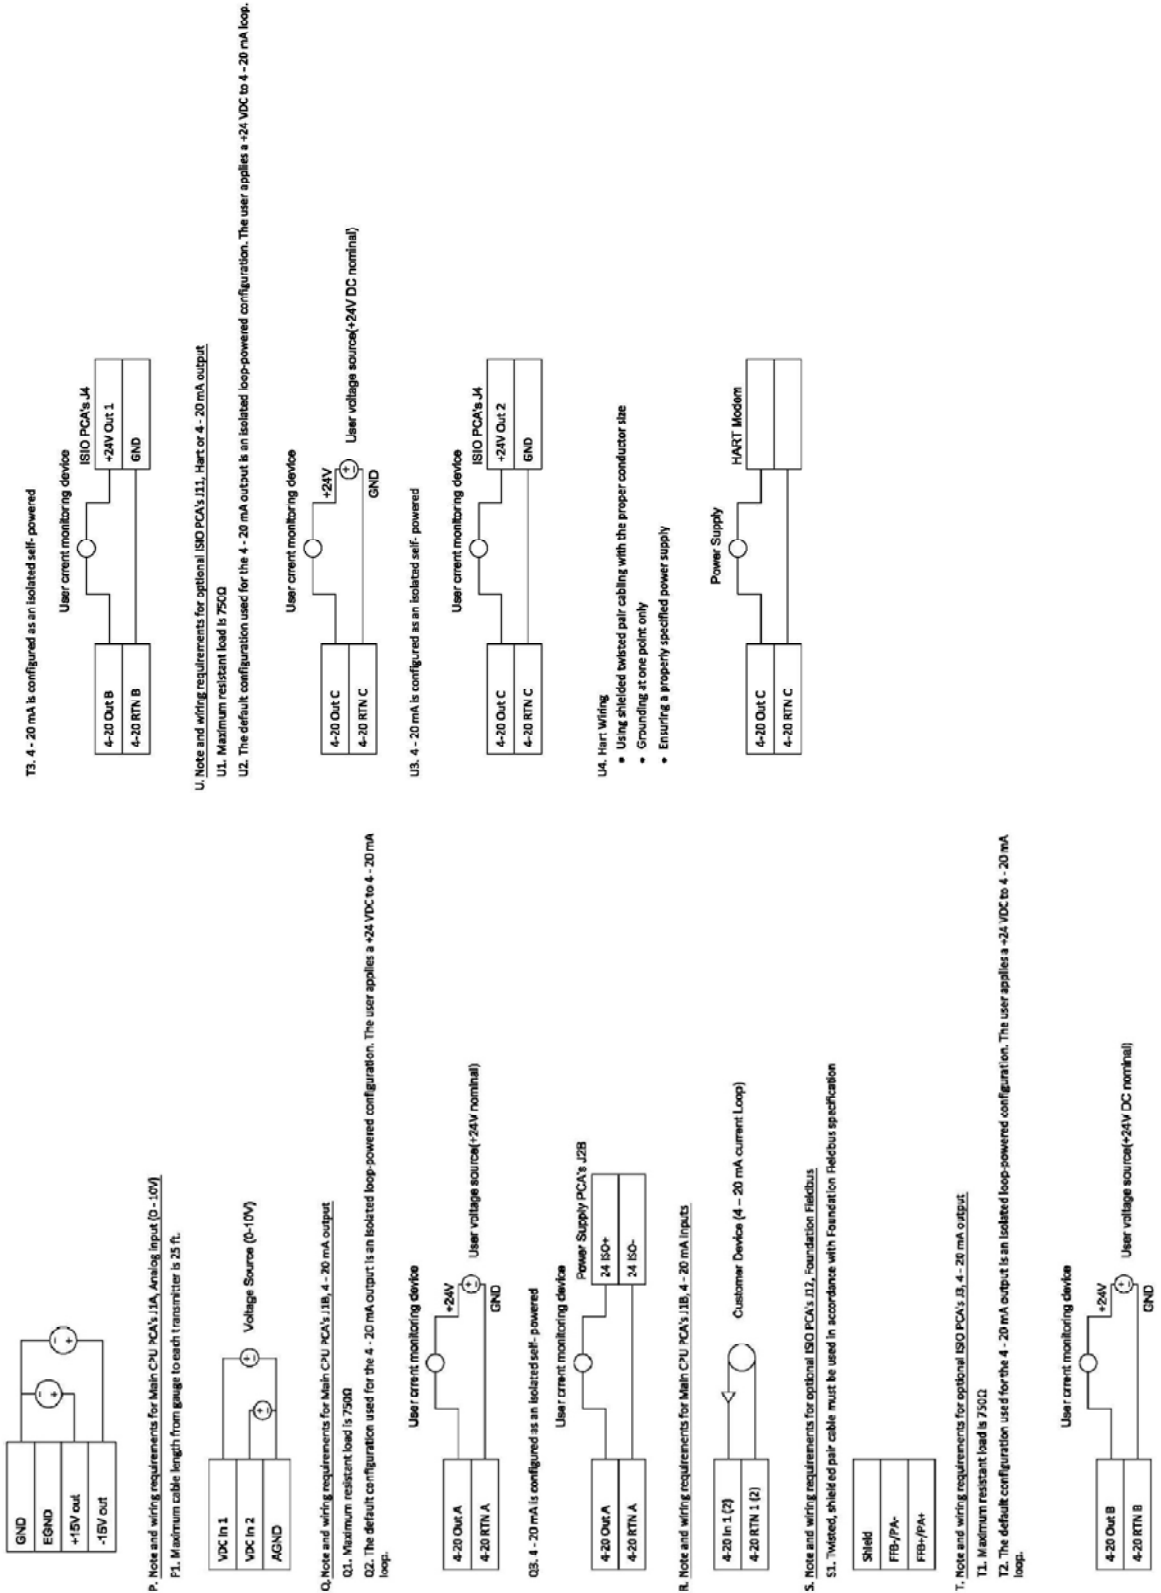 GND
EGND
+15V out
-15V out
P. Note and wiring requirements for Main CPU PCA's J1A, Analog input (0 - 10V)
P1. Maximum cable length from gauge to each transmitter is 25 ft.
VDC In 1
VDC In 2
AGND
Voltage Source (0-10V)
Q. Note and wiring requirements for Main CPU PCA's J1B, 4 - 20 mA output
Q1. Maximum resistant load is 750Ω
Q2. The default configuration used for the 4 - 20 mA output is an isolated loop-powered configuration. The user applies a +24 VDC to 4 - 20 mA
loop.
User crrent monitoring device
4-20 Out A
4-20 RTN A
+24V
User voltage source(+24V nominal)
GND
Q3. 4 - 20 mA is configured as an isolated self- powered
User crrent monitoring device
Power Supply PCA's J2B
4-20 Out A
4-20 RTN A
24 ISO+
24 ISO-
R. Note and wiring requirements for Main CPU PCA's J1B, 4 - 20 mA inputs
4-20 In 1 (2)
4-20 RTN 1 (2)
Customer Device (4 – 20 mA current Loop)
S. Note and wiring requirements for optional ISIO PCA's J12, Foundation Fieldbus
S1. Twisted, shielded pair cable must be used in accordance with Foundation Fieldbus specification
Shield
FFB-/PA-
FFB+/PA+
T. Note and wiring requirements for optional ISIO PCA's J3, 4 - 20 mA output
T1. Maximum resistant load is 750Ω
T2. The default configuration used for the 4 - 20 mA output is an isolated loop-powered configuration. The user applies a +24 VDC to 4 - 20 mA
loop.
User crrent monitoring device
4-20 Out B
4-20 RTN B
+24V
User voltage source(+24V DC nominal)
GND
T3. 4 - 20 mA is configured as an isolated self- powered
User crrent monitoring device
ISIO PCA's J4
4-20 Out B
4-20 RTN B
+24V Out 1
GND
U. Note and wiring requirements for optional ISIO PCA's J11, Hart or 4 - 20 mA output
U1. Maximum resistant load is 750Ω
U2. The default configuration used for the 4 - 20 mA output is an isolated loop-powered configuration. The user applies a +24 VDC to 4 - 20 mA loop.
User crrent monitoring device
4-20 Out C
4-20 RTN C
+24V
User voltage source(+24V DC nominal)
GND
U3. 4 - 20 mA is configured as an isolated self- powered
User crrent monitoring device
ISIO PCA's J4
4-20 Out C
4-20 RTN C
+24V Out 2
GND
U4. Hart Wiring
• Using shielded twisted pair cabling with the proper conductor size
• Grounding at one point only
• Ensuring a properly specified power supply
Power Supply
HART Modem
4-20 Out C
4-20 RTN C